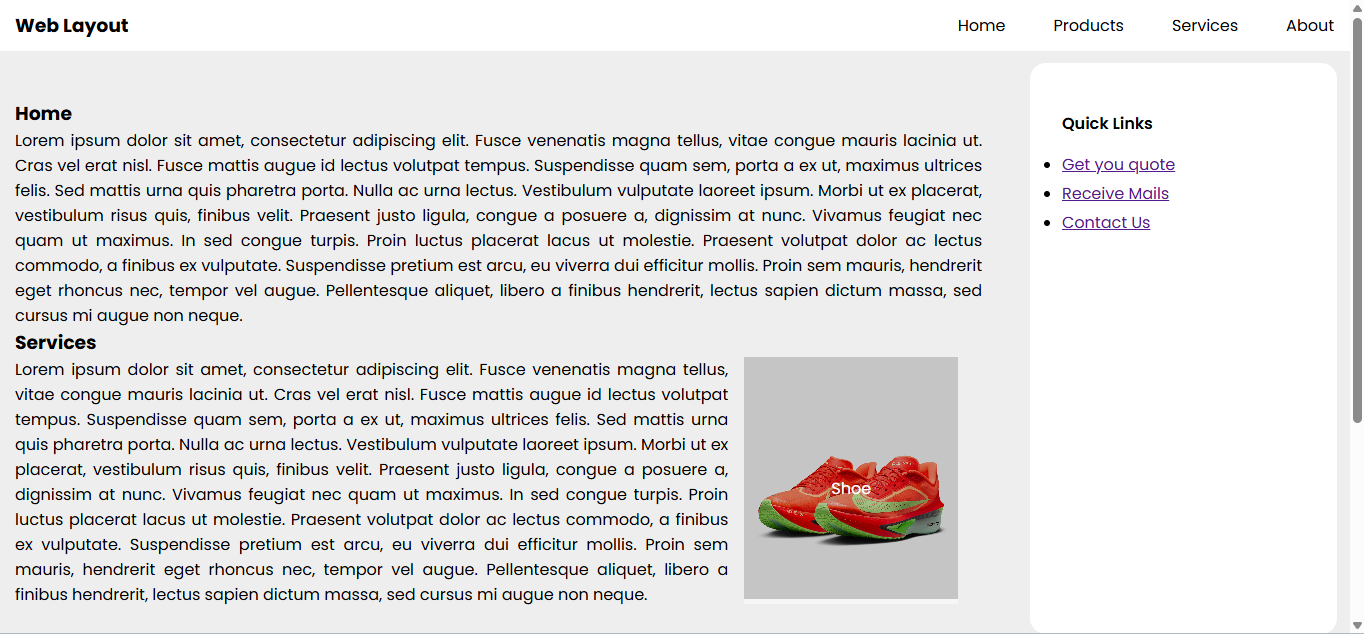 Web Layout
Home Products Services About
Home
Lorem ipsum dolor sit amet, consectetur adipiscing elit. Fusce venenatis magna tellus, vitae congue mauris lacinia ut.
Cras vel erat nisl. Fusce mattis augue id lectus volutpat tempus. Suspendisse quam sem, porta a ex ut, maximus ultrices
felis. Sed mattis urna quis pharetra porta. Nulla ac urna lectus. Vestibulum vulputate laoreet ipsum. Morbi ut ex placerat,
vestibulum risus quis, finibus velit. Praesent justo ligula, congue a posuere a, dignissim at nunc. Vivamus feugiat nec
quam ut maximus. In sed congue turpis. Proin luctus placerat lacus ut molestie. Praesent volutpat dolor ac lectus
commodo, a finibus ex vulputate. Suspendisse pretium est arcu, eu viverra dui efficitur mollis. Proin sem mauris, hendrerit
eget rhoncus nec, tempor vel augue. Pellentesque aliquet, libero a finibus hendrerit, lectus sapien dictum massa, sed
cursus mi augue non neque.
Services
Lorem ipsum dolor sit amet, consectetur adipiscing elit. Fusce venenatis magna tellus,
vitae congue mauris lacinia ut. Cras vel erat nisl. Fusce mattis augue id lectus volutpat
tempus. Suspendisse quam sem, porta a ex ut, maximus ultrices felis. Sed mattis urna
quis pharetra porta. Nulla ac urna lectus. Vestibulum vulputate laoreet ipsum. Morbi ut ex
placerat, vestibulum risus quis, finibus velit. Praesent justo ligula, congue a posuere a,
dignissim at nunc. Vivamus feugiat nec quam ut maximus. In sed congue turpis. Proin
luctus placerat lacus ut molestie. Praesent volutpat dolor ac lectus commodo, a finibus
ex vulputate. Suspendisse pretium est arcu, eu viverra dui efficitur mollis. Proin sem
mauris, hendrerit eget rhoncus nec, tempor vel augue. Pellentesque aliquet, libero a
finibus hendrerit, lectus sapien dictum massa, sed cursus mi augue non neque.
Shoe
Quick Links
Get you quote
Receive Mails
Contact Us